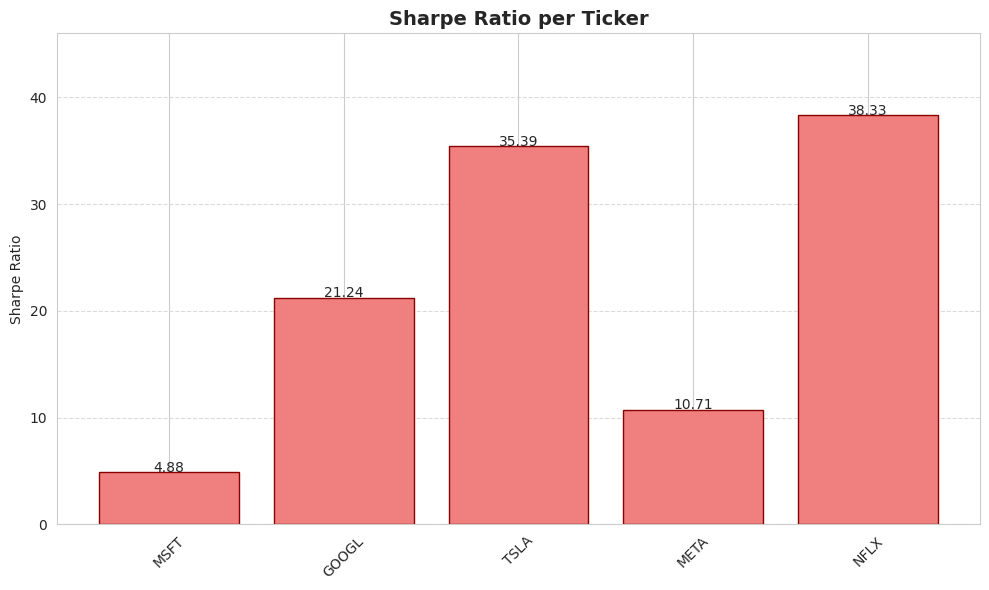 Sharpe Ratio per Ticker
Sharpe Ratio
40
30
20
10
0
4.88
21.24
35.39
10.71
38.33
MSFT
GOOGL
TSLA
META
NFLX